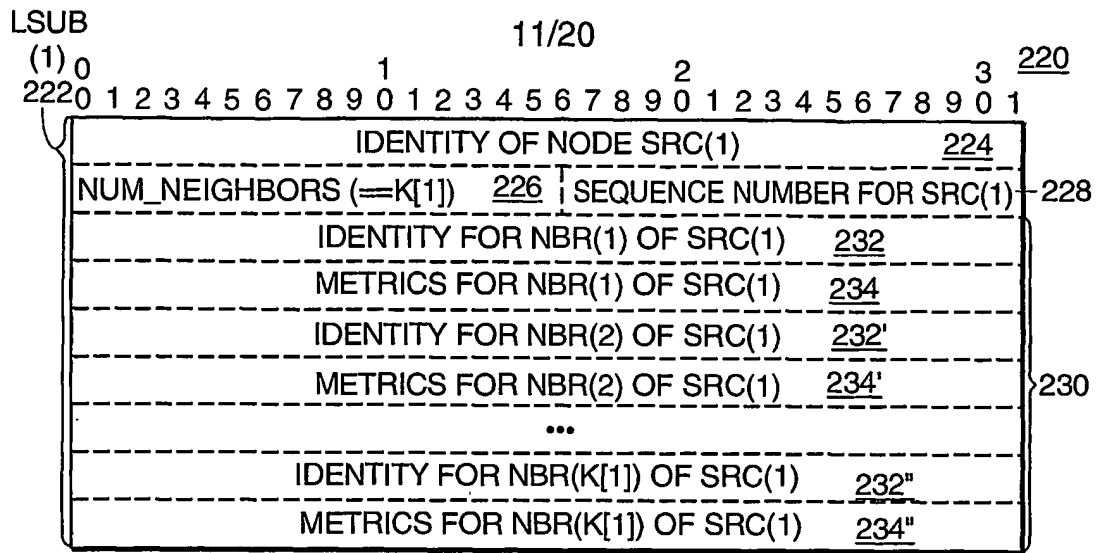 LSUB
11/20
(1) 0 1 2 3 220
222 0 1 2 3 4 5 6 7 8 9 0 1 2 3 4 5 6 7 8 9 0 1 2 3 4 5 6 7 8 9 0 1
IDENTITY OF NODE SRC(1) 224
NUM_NEIGHBORS (==K[1]) 226 SEQUENCE NUMBER FOR SRC(1) 228
IDENTITY FOR NBR(1) OF SRC(1) 232
METRICS FOR NBR(1) OF SRC(1) 234
IDENTITY FOR NBR(2) OF SRC(1) 232'
METRICS FOR NBR(2) OF SRC(1) 234' 230
•••
IDENTITY FOR NBR(K[1]) OF SRC(1) 232"
METRICS FOR NBR(K[1]) OF SRC(1) 234"